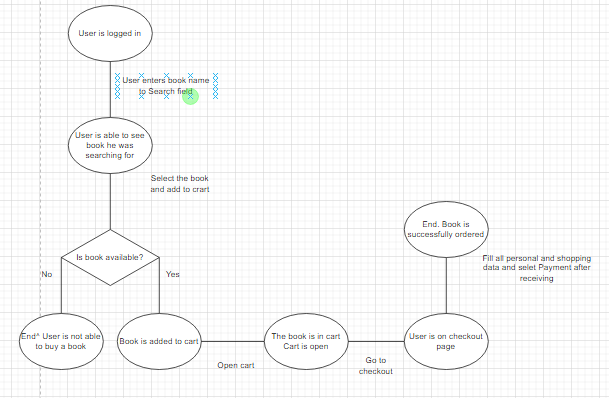 User is logged in
User enters book name
to Search field
User is able to see
book he was
searching for
Select the book
and add to crart
Is book available?
No
Yes
End^ User is not able
to buy a book
Book is added to cart
Open cart
The book is in cart
Cart is open
Go to
checkout
User is on checkout
page
Fill all personal and shopping
data and selet Payment after
receiving
End. Book is
successfully ordered